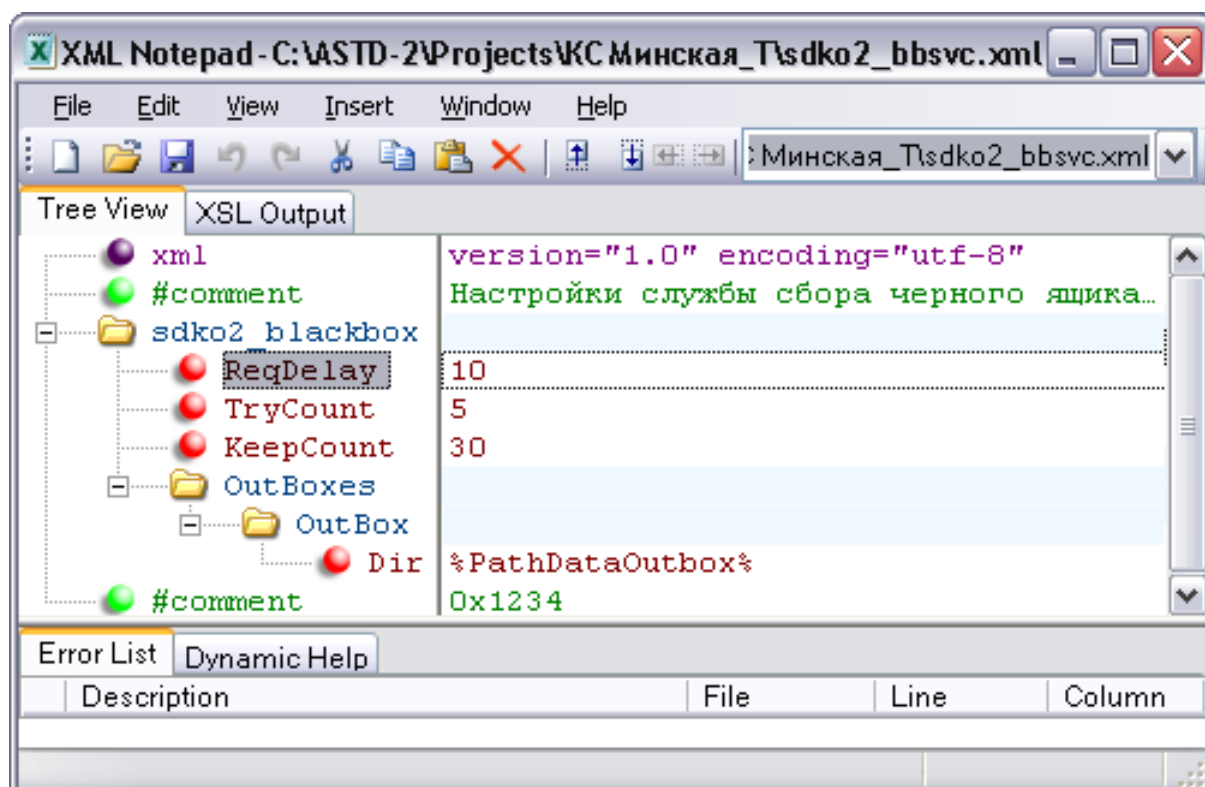 XML Notepad - C:\ASTD-2\Projects\КС Минская_Т\sdko2_bbsvc.xml
File Edit View Insert Window Help
Минская_Т\sdko2_bbsvc.xml
Tree View XSL Output
xml version="1.0" encoding="utf-8"
#comment Настройки службы сбора черного ящика…
sdko2_blackbox
ReqDelay 10
TryCount 5
KeepCount 30
OutBoxes
OutBox
Dir %PathDataOutbox%
#comment 0x1234
Error List Dynamic Help
Description File Line Column